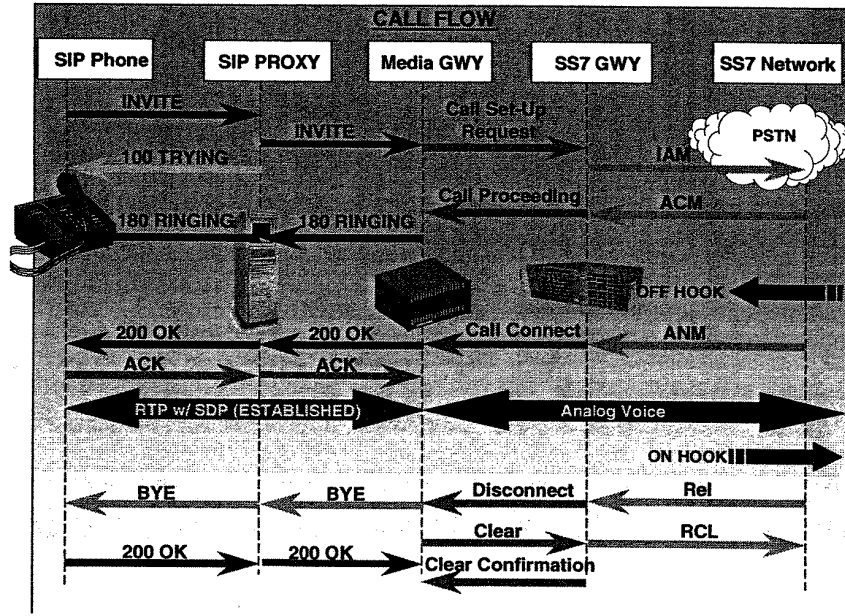 CALL FLOW
SIP Phone
SIP PROXY
Media GWY
SS7 GWY
SS7 Network
INVITE
INVITE
Call Set-Up
Request
PSTN
100 TRYING
IAM
Call Proceeding
ACM
180 RINGING
180 RINGING
OFF HOOK
200 OK
200 OK
Call Connect
ANM
ACK
ACK
RTP w/ SDP (ESTABLISHED)
Analog Voice
ON HOOK
BYE
BYE
Disconnect
Rel
Clear
RCL
200 OK
200 OK
Clear Confirmation